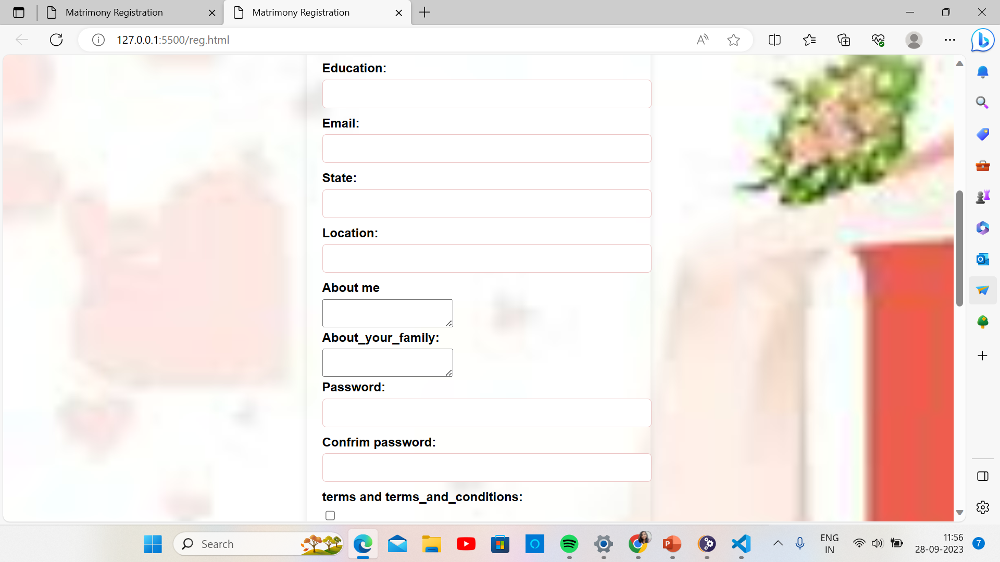 Matrimony Registration
Matrimony Registration
127.0.0.1:5500/reg.html
Education:
Email:
State:
Location:
About me
About_your_family:
Password:
Confrim password:
terms and terms_and_conditions:
Search
ENG
IN
11:56
28-09-2023
7